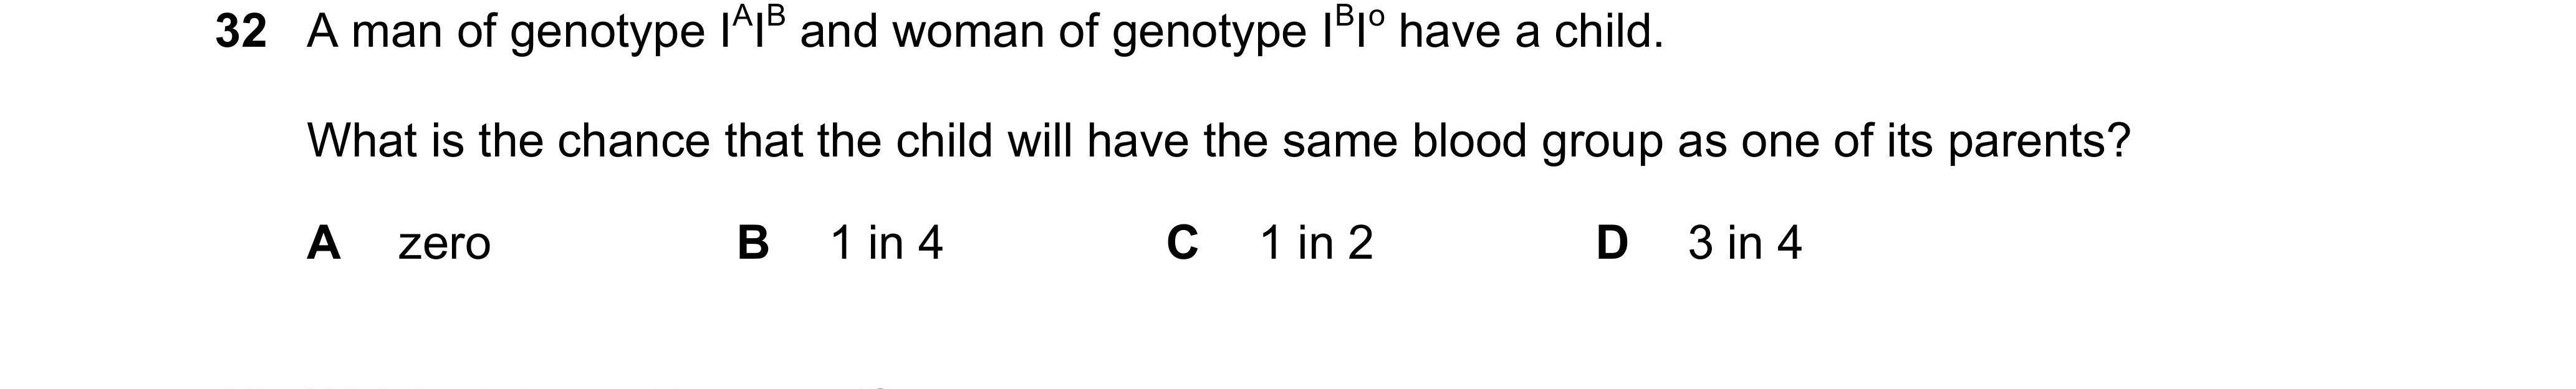 32 A man of genotype IᴬIᴮ and woman of genotype IᴮIᵒ have a child.
What is the chance that the child will have the same blood group as one of its parents?
A zero B 1 in 4 C 1 in 2 D 3 in 4